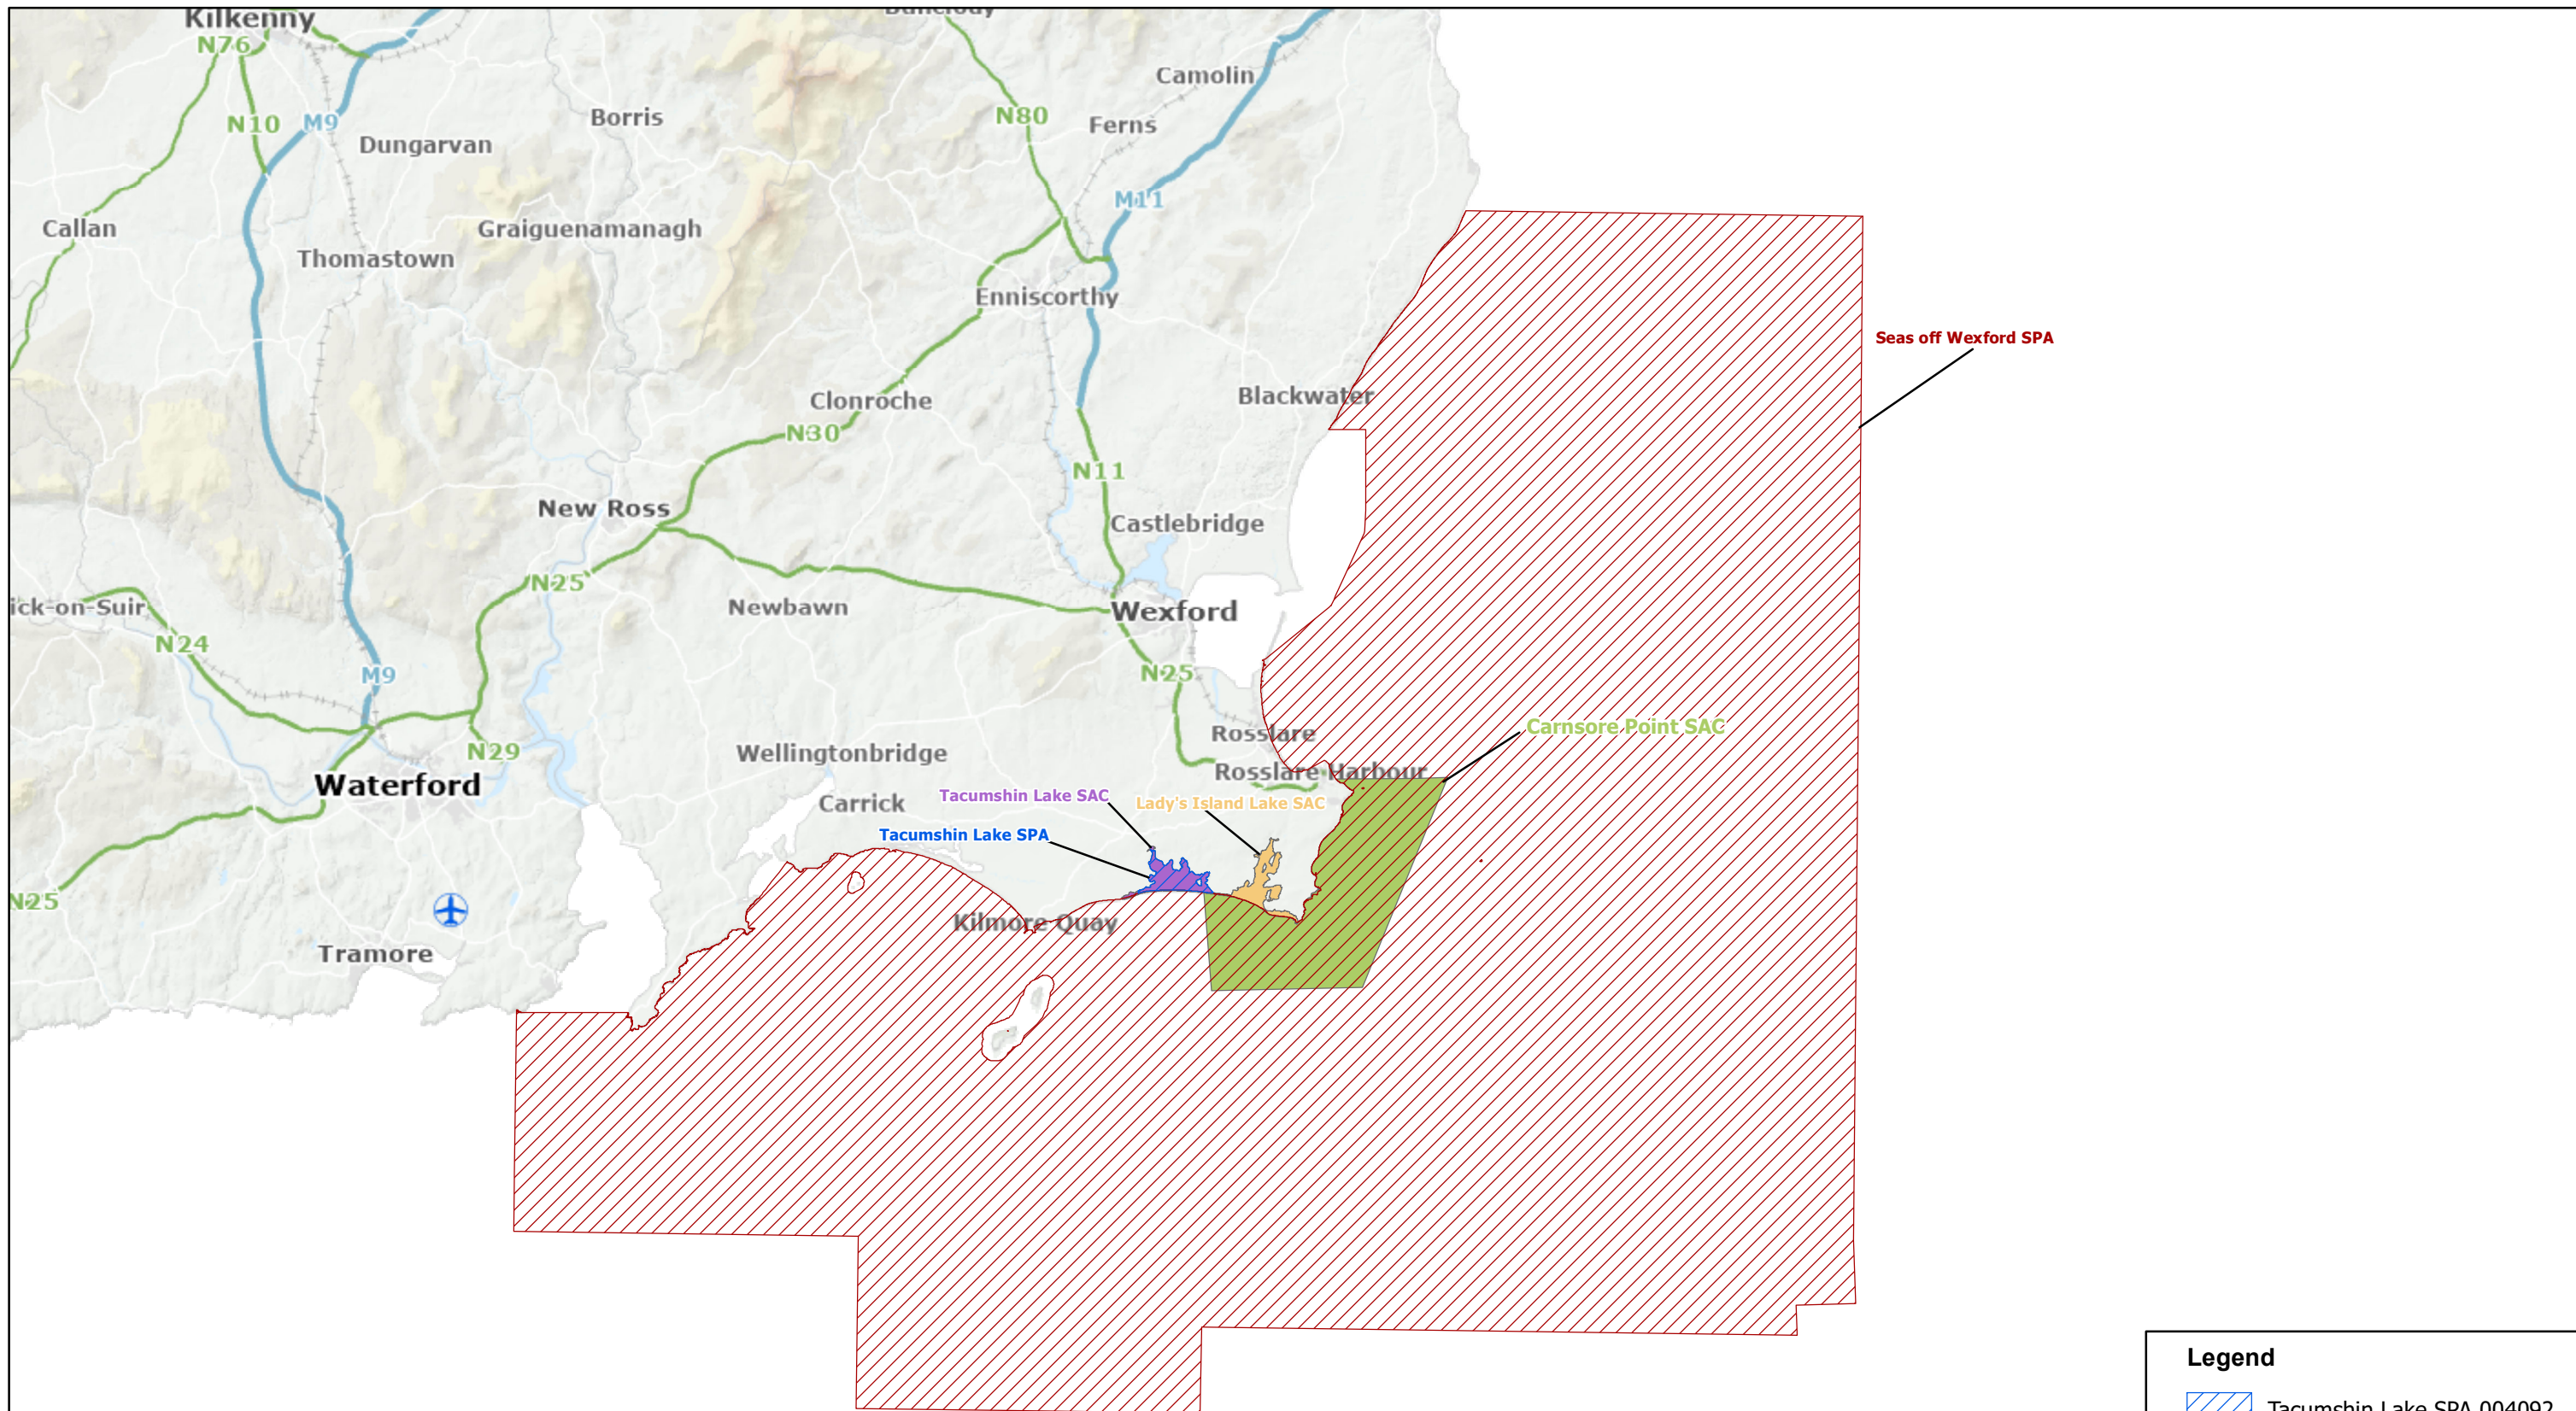 Kilkenny
Bunclody
N76
Camolin
N10
M9
Borris
N80
Ferns
Dungarvan
M11
Callan
Graiguenamanagh
Thomastown
Enniscorthy
Seas off Wexford SPA
Clonroche
Blackwater
N30
N11
New Ross
Castlebridge
N25
ick-on-Suir
Newbawn
Wexford
N24
M9
N25
Carnsore Point SAC
Rosslare
N29
Wellingtonbridge
Rosslare Harbour
Waterford
Tacumshin Lake SAC
Carrick
Lady's Island Lake SAC
Tacumshin Lake SPA
N25
Kilmore Quay
Tramore
Legend
Tacumshin Lake SPA 004092